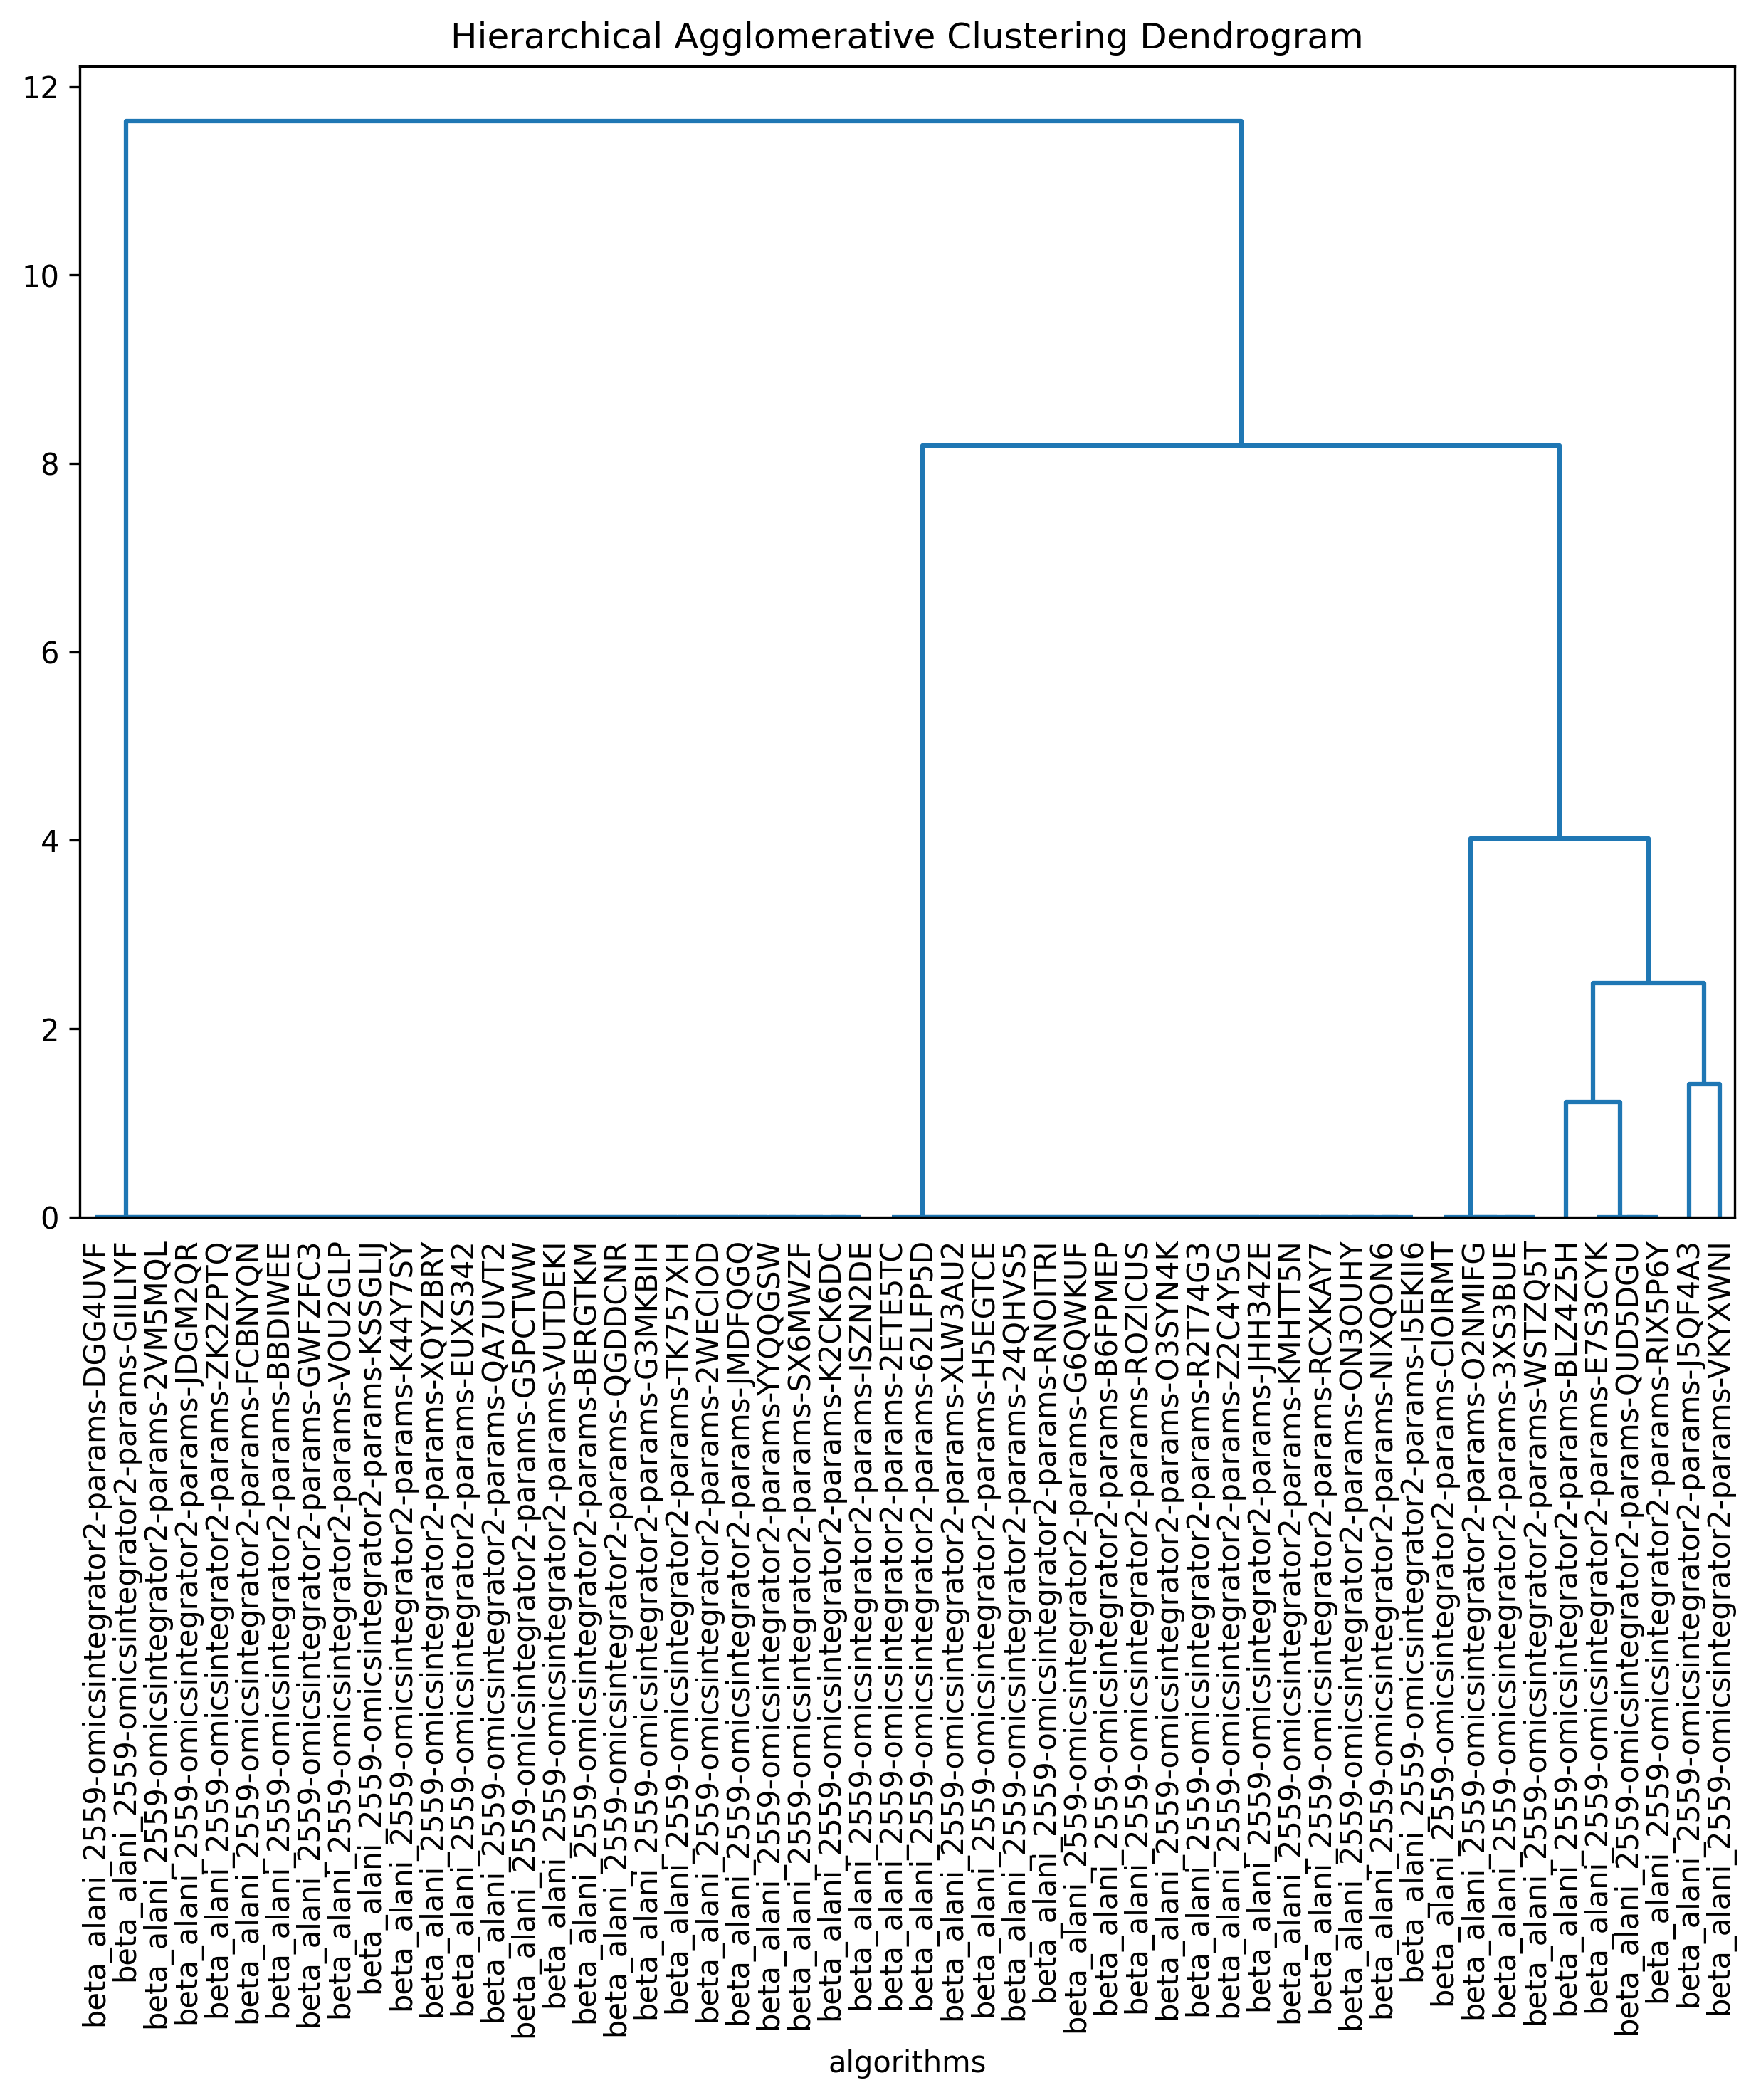 Hierarchical Agglomerative Clustering Dendrogram
12
10
8
6
4
2
0
beta_alani_2559-omicsintegrator2-params-DGG4UVF
beta_alani_2559-omicsintegrator2-params-GIILIYF
beta_alani_2559-omicsintegrator2-params-2VM5MQL
beta_alani_2559-omicsintegrator2-params-JDGM2QR
beta_alani_2559-omicsintegrator2-params-ZK2ZPTQ
beta_alani_2559-omicsintegrator2-params-FCBNYQN
beta_alani_2559-omicsintegrator2-params-BBDIWEE
beta_alani_2559-omicsintegrator2-params-GWFZFC3
beta_alani_2559-omicsintegrator2-params-VOU2GLP
beta_alani_2559-omicsintegrator2-params-KSSGLIJ
beta_alani_2559-omicsintegrator2-params-K44Y7SY
beta_alani_2559-omicsintegrator2-params-XQYZBRY
beta_alani_2559-omicsintegrator2-params-EUXS342
beta_alani_2559-omicsintegrator2-params-QA7UVT2
beta_alani_2559-omicsintegrator2-params-G5PCTWW
beta_alani_2559-omicsintegrator2-params-VUTDEKI
beta_alani_2559-omicsintegrator2-params-BERGTKM
beta_alani_2559-omicsintegrator2-params-QGDDCNR
beta_alani_2559-omicsintegrator2-params-G3MKBIH
beta_alani_2559-omicsintegrator2-params-TK757XH
beta_alani_2559-omicsintegrator2-params-2WECIOD
beta_alani_2559-omicsintegrator2-params-JMDFQGQ
beta_alani_2559-omicsintegrator2-params-YYQQGSW
beta_alani_2559-omicsintegrator2-params-SX6MWZF
beta_alani_2559-omicsintegrator2-params-K2CK6DC
beta_alani_2559-omicsintegrator2-params-ISZN2DE
beta_alani_2559-omicsintegrator2-params-2ETE5TC
beta_alani_2559-omicsintegrator2-params-62LFP5D
beta_alani_2559-omicsintegrator2-params-XLW3AU2
beta_alani_2559-omicsintegrator2-params-H5EGTCE
beta_alani_2559-omicsintegrator2-params-24QHVS5
beta_alani_2559-omicsintegrator2-params-RNOITRI
beta_alani_2559-omicsintegrator2-params-G6QWKUF
beta_alani_2559-omicsintegrator2-params-B6FPMEP
beta_alani_2559-omicsintegrator2-params-ROZICUS
beta_alani_2559-omicsintegrator2-params-O3SYN4K
beta_alani_2559-omicsintegrator2-params-R2T74G3
beta_alani_2559-omicsintegrator2-params-Z2C4Y5G
beta_alani_2559-omicsintegrator2-params-JHH34ZE
beta_alani_2559-omicsintegrator2-params-KMHTT5N
beta_alani_2559-omicsintegrator2-params-RCXKAY7
beta_alani_2559-omicsintegrator2-params-ON3OUHY
beta_alani_2559-omicsintegrator2-params-NIXQON6
beta_alani_2559-omicsintegrator2-params-I5EKII6
beta_alani_2559-omicsintegrator2-params-CIOIRMT
beta_alani_2559-omicsintegrator2-params-O2NMIFG
beta_alani_2559-omicsintegrator2-params-3XS3BUE
beta_alani_2559-omicsintegrator2-params-WSTZQ5T
beta_alani_2559-omicsintegrator2-params-BLZ4Z5H
beta_alani_2559-omicsintegrator2-params-E7S3CYK
beta_alani_2559-omicsintegrator2-params-QUD5DGU
beta_alani_2559-omicsintegrator2-params-RIX5P6Y
beta_alani_2559-omicsintegrator2-params-J5QF4A3
beta_alani_2559-omicsintegrator2-params-VKYXWNI
algorithms